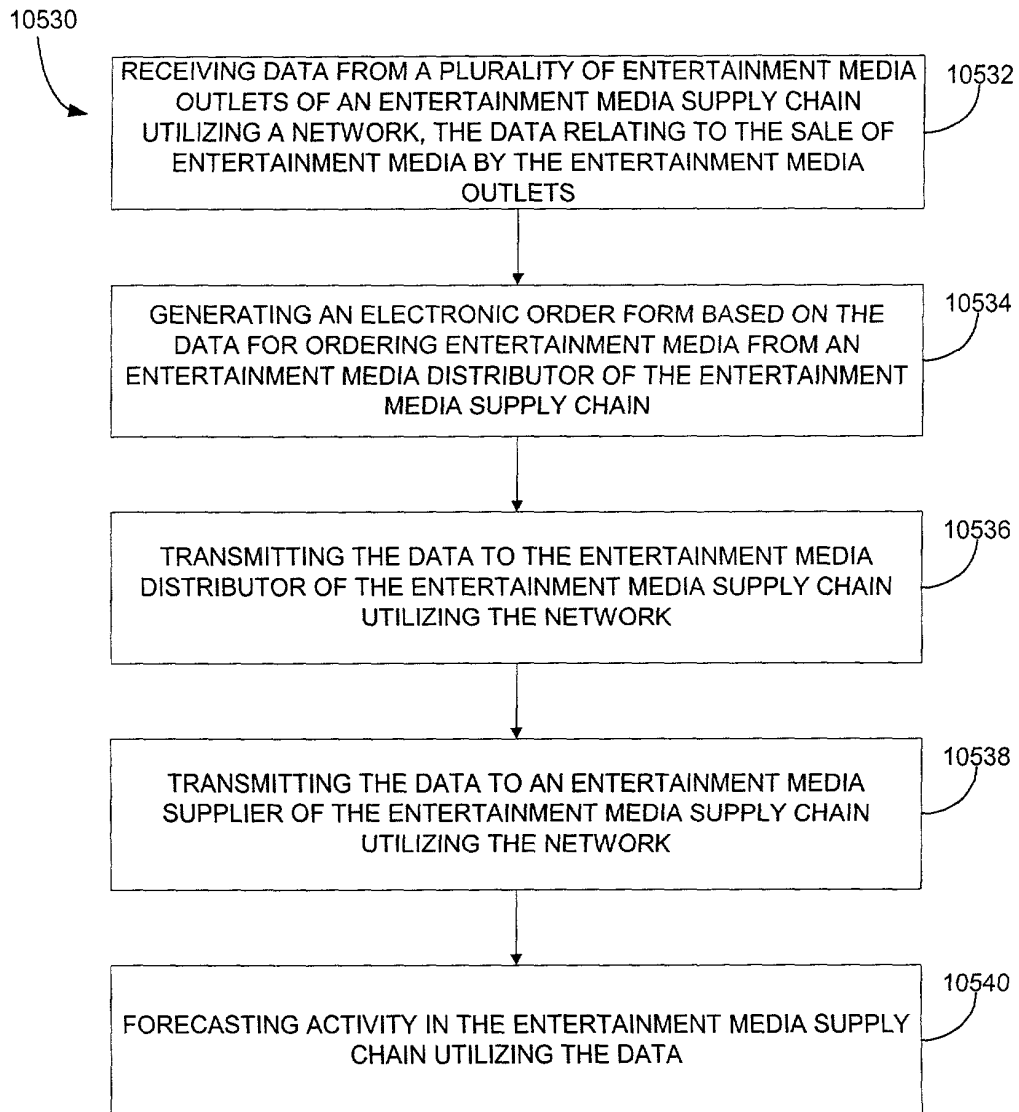 10530
RECEIVING DATA FROM A PLURALITY OF ENTERTAINMENT MEDIA
OUTLETS OF AN ENTERTAINMENT MEDIA SUPPLY CHAIN
UTILIZING A NETWORK, THE DATA RELATING TO THE SALE OF
ENTERTAINMENT MEDIA BY THE ENTERTAINMENT MEDIA
OUTLETS
10532
GENERATING AN ELECTRONIC ORDER FORM BASED ON THE
DATA FOR ORDERING ENTERTAINMENT MEDIA FROM AN
ENTERTAINMENT MEDIA DISTRIBUTOR OF THE ENTERTAINMENT
MEDIA SUPPLY CHAIN
10534
TRANSMITTING THE DATA TO THE ENTERTAINMENT MEDIA
DISTRIBUTOR OF THE ENTERTAINMENT MEDIA SUPPLY CHAIN
UTILIZING THE NETWORK
10536
TRANSMITTING THE DATA TO AN ENTERTAINMENT MEDIA
SUPPLIER OF THE ENTERTAINMENT MEDIA SUPPLY CHAIN
UTILIZING THE NETWORK
10538
FORECASTING ACTIVITY IN THE ENTERTAINMENT MEDIA SUPPLY
CHAIN UTILIZING THE DATA
10540